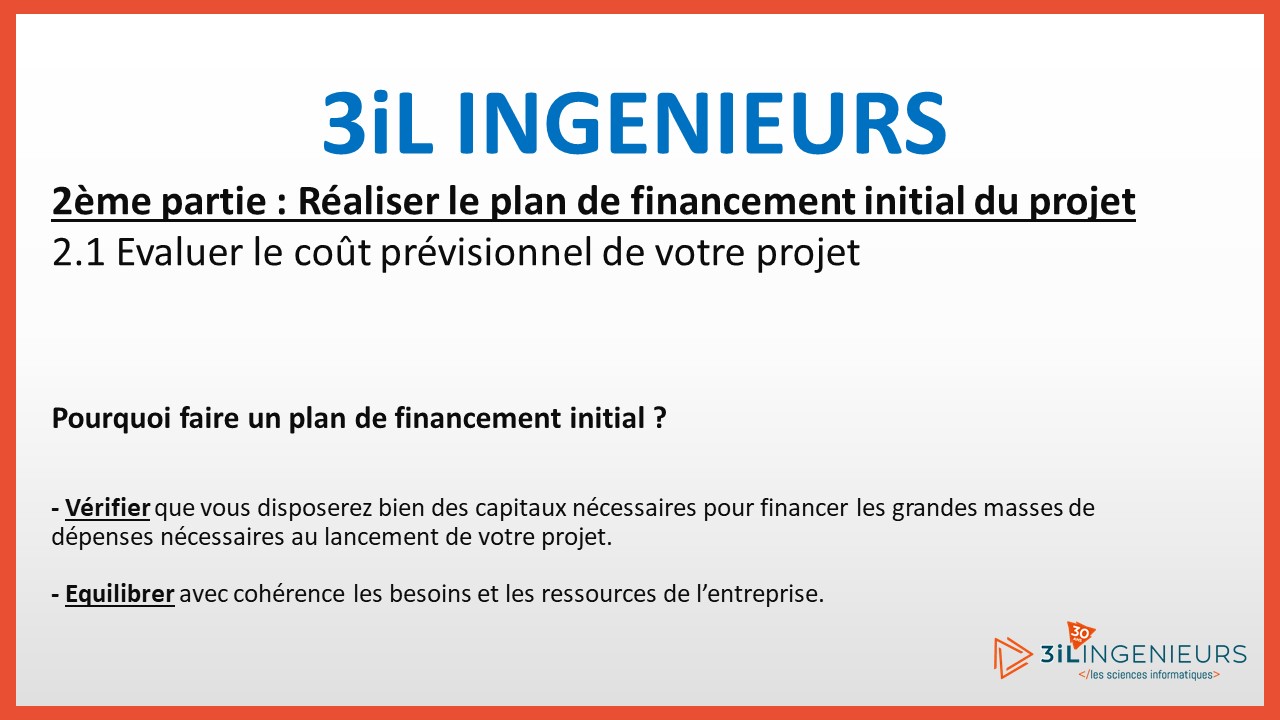 3iL INGENIEURS
2ème partie : Réaliser le plan de financement initial du projet
2.1 Evaluer le coût prévisionnel de votre projet
Pourquoi faire un plan de financement initial ?
- Vérifier que vous disposerez bien des capitaux nécessaires pour financer les grandes masses de
dépenses nécessaires au lancement de votre projet.
- Equilibrer avec cohérence les besoins et les ressources de l’entreprise.
30
3iLINGENIEURS
</les sciences informatiques>